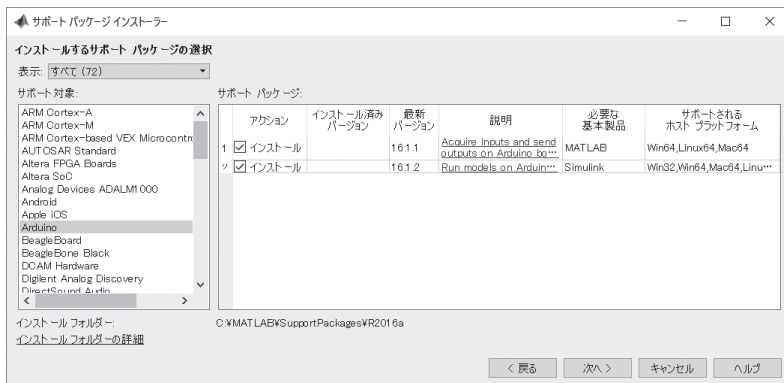 サポート パッケージ インストーラー
インストールするサポート パッケージの選択
表示: すべて (72)
サポート対象:
ARM Cortex-A
ARM Cortex-M
ARM Cortex-based VEX Microcontr
AUTOSAR Standard
Altera FPGA Boards
Altera SoC
Analog Devices ADALM1000
Android
Apple iOS
Arduino
BeagleBoard
BeagleBone Black
DCAM Hardware
Digilent Analog Discovery
DirectSound Audio
サポート パッケージ:
アクション インストール済みバージョン 最新バージョン 説明 必要な基本製品 サポートされるホスト プラットフォーム
1 インストール 16.1.1 Acquire inputs and send outputs on Arduino bo… MATLAB Win64,Linux64,Mac64
インストール 16.1.2 Run models on Arduin… Simulink Win32,Win64,Mac64,Linu…
インストール フォルダー: C:¥MATLAB¥SupportPackages¥R2016a
インストール フォルダーの詳細
< 戻る 次へ > キャンセル ヘルプ